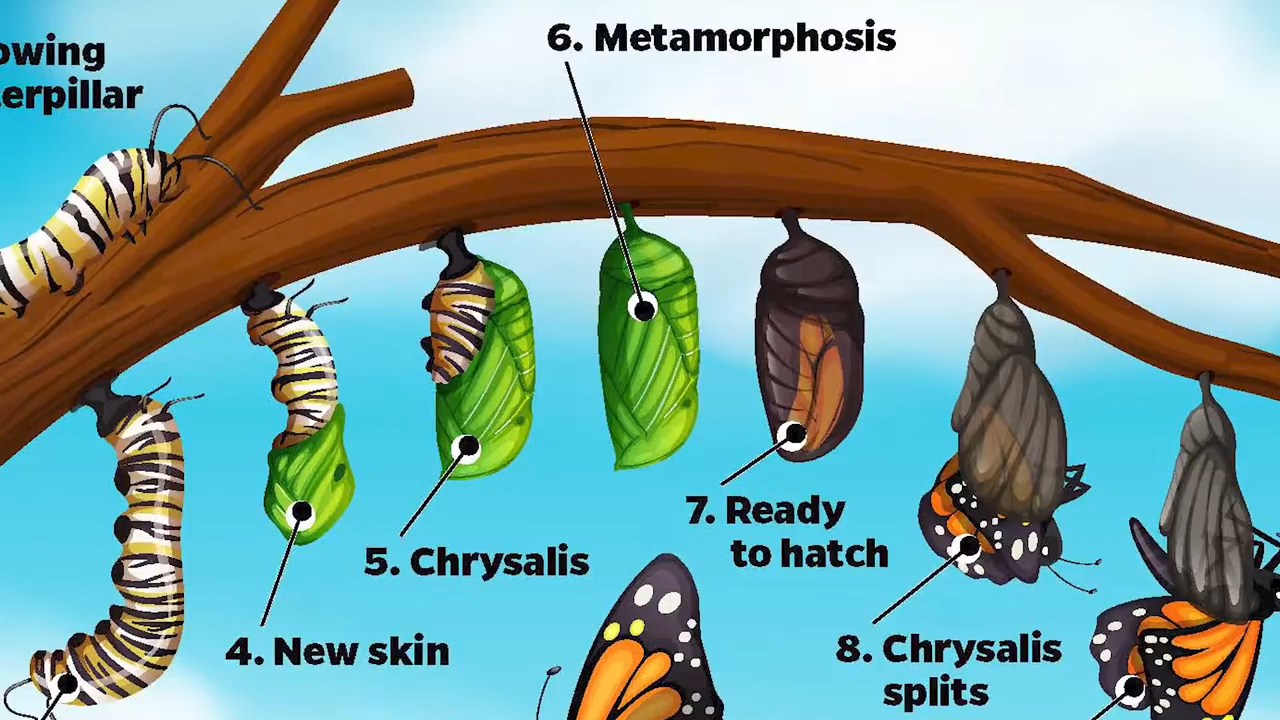 owing
erpillar
6. Metamorphosis
7. Ready
to hatch
5. Chrysalis
4. New skin
8. Chrysalis
splits